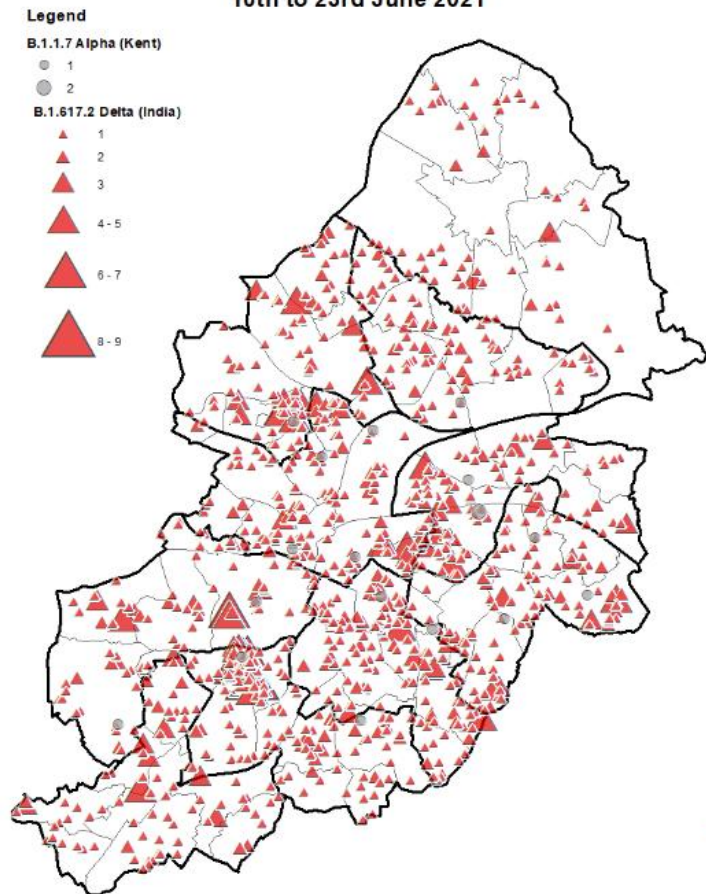 10th to 23rd June 2021
Legend
B.1.1.7 Alpha (Kent)
1
2
B.1.617.2 Delta (India)
1
2
3
4 - 5
6 - 7
8 - 9